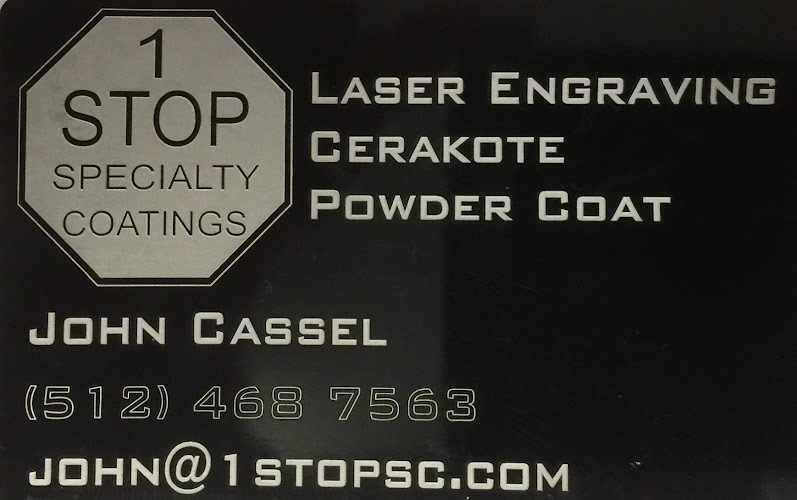 1
STOP
SPECIALTY
COATINGS
LASER ENGRAVING
CERAKOTE
POWDER COAT
JOHN CASSEL
(512) 468 7563
JOHN@1STOPSC.COM